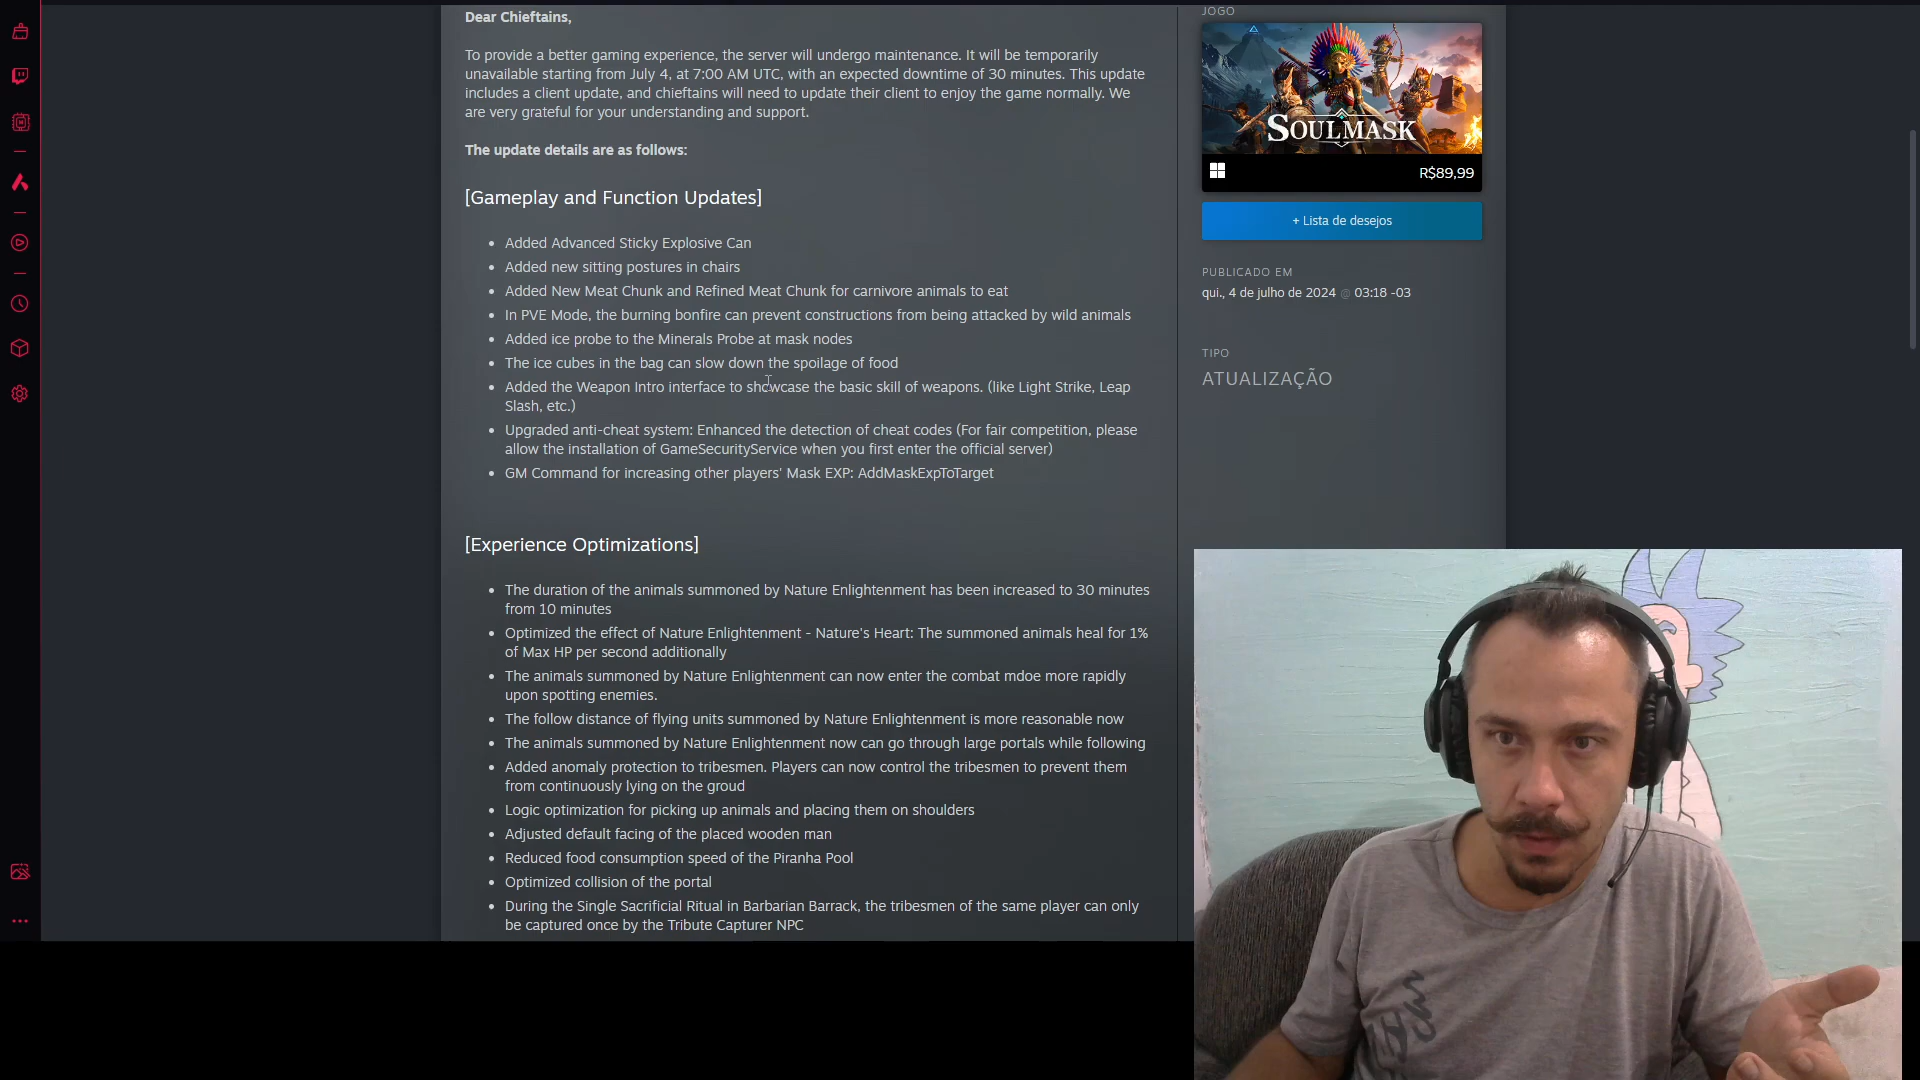 Dear Chieftains,
To provide a better gaming experience, the server will undergo maintenance. It will be temporarily
unavailable starting from July 4, at 7:00 AM UTC, with an expected downtime of 30 minutes. This update
includes a client update, and chieftains will need to update their client to enjoy the game normally. We
are very grateful for your understanding and support.
The update details are as follows:
[Gameplay and Function Updates]
• Added Advanced Sticky Explosive Can
• Added new sitting postures in chairs
• Added New Meat Chunk and Refined Meat Chunk for carnivore animals to eat
• In PVE Mode, the burning bonfire can prevent constructions from being attacked by wild animals
• Added ice probe to the Minerals Probe at mask nodes
• The ice cubes in the bag can slow down the spoilage of food
• Added the Weapon Intro interface to showcase the basic skill of weapons. (like Light Strike, Leap
Slash, etc.)
• Upgraded anti-cheat system: Enhanced the detection of cheat codes (For fair competition, please
allow the installation of GameSecurityService when you first enter the official server)
• GM Command for increasing other players' Mask EXP: AddMaskExpToTarget
[Experience Optimizations]
• The duration of the animals summoned by Nature Enlightenment has been increased to 30 minutes
from 10 minutes
• Optimized the effect of Nature Enlightenment - Nature's Heart: The summoned animals heal for 1%
of Max HP per second additionally
• The animals summoned by Nature Enlightenment can now enter the combat mdoe more rapidly
upon spotting enemies.
• The follow distance of flying units summoned by Nature Enlightenment is more reasonable now
• The animals summoned by Nature Enlightenment now can go through large portals while following
• Added anomaly protection to tribesmen. Players can now control the tribesmen to prevent them
from continuously lying on the groud
• Logic optimization for picking up animals and placing them on shoulders
• Adjusted default facing of the placed wooden man
• Reduced food consumption speed of the Piranha Pool
• Optimized collision of the portal
• During the Single Sacrificial Ritual in Barbarian Barrack, the tribesmen of the same player can only
be captured once by the Tribute Capturer NPC
JOGO
SOULMASK
R$89,99
+ Lista de desejos
PUBLICADO EM
qui., 4 de julho de 2024 @ 03:18 -03
TIPO
ATUALIZAÇÃO